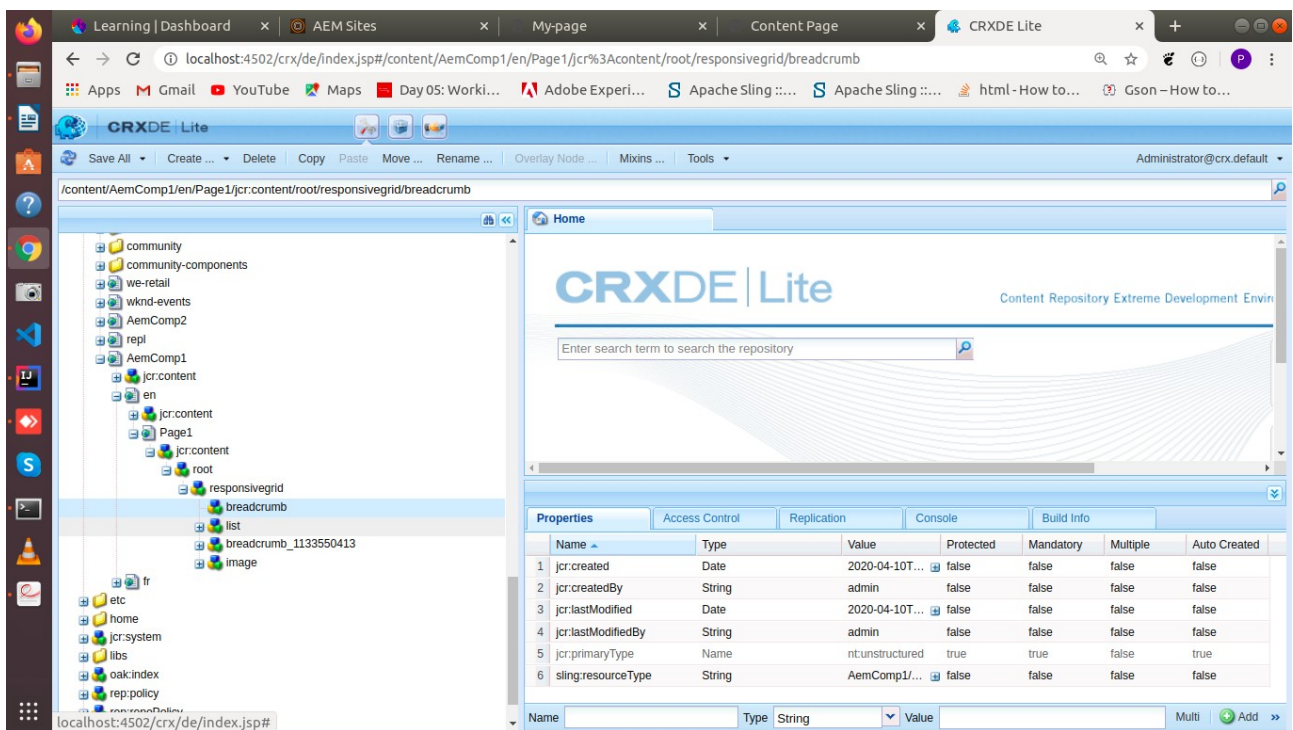 Learning | Dashboard × AEM Sites × My-page × Content Page × CRXDE Lite × +
localhost:4502/crx/de/index.jsp#/content/AemComp1/en/Page1/jcr%3Acontent/root/responsivegrid/breadcrumb P
Apps Gmail YouTube Maps Day 05: Worki... Adobe Experi... Apache Sling ::... Apache Sling ::... html - How to... Gson – How to...
CRXDE | Lite
Save All Create ... Delete Copy Paste Move ... Rename ... Overlay Node ... Mixins ... Tools Administrator@crx.default
/content/AemComp1/en/Page1/jcr:content/root/responsivegrid/breadcrumb
community
community-components
we-retail
wknd-events
AemComp2
repl
AemComp1
jcr:content
en
jcr:content
Page1
jcr:content
root
responsivegrid
breadcrumb
list
breadcrumb_1133550413
image
fr
etc
home
jcr:system
libs
oak:index
rep:policy
rep:repoPolicy
localhost:4502/crx/de/index.jsp#
Home
CRXDE | Lite
Content Repository Extreme Development Envir
Enter search term to search the repository
Properties Access Control Replication Console Build Info
Name Type Value Protected Mandatory Multiple Auto Created
1 jcr:created Date 2020-04-10T... false false false false
2 jcr:createdBy String admin false false false false
3 jcr:lastModified Date 2020-04-10T... false false false false
4 jcr:lastModifiedBy String admin false false false false
5 jcr:primaryType Name nt:unstructured true true false true
6 sling:resourceType String AemComp1/... false false false false
Name Type String Value Multi Add »